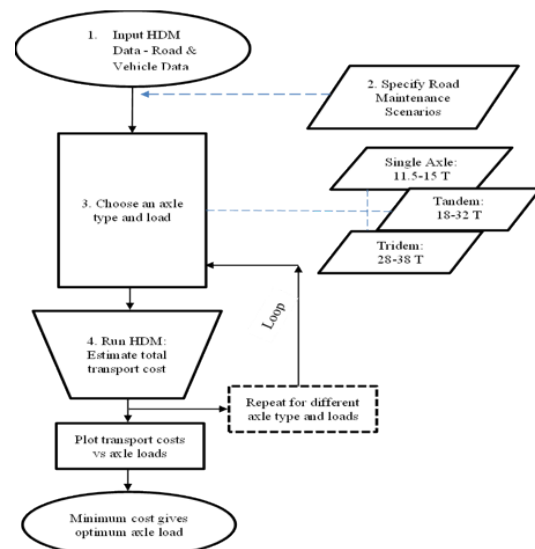 1. Input HDM
Data - Road &
Vehicle Data
2. Specify Road
Maintenance
Scenarios
Single Axle:
11.5-15 T
3. Choose an axle
type and load
Tandem:
18-32 T
Tridem:
28-38 T
Loop
4. Run HDM:
Estimate total
transport cost
Repeat for different
axle type and loads
Plot transport costs
vs axle loads
Minimum cost gives
optimum axle load